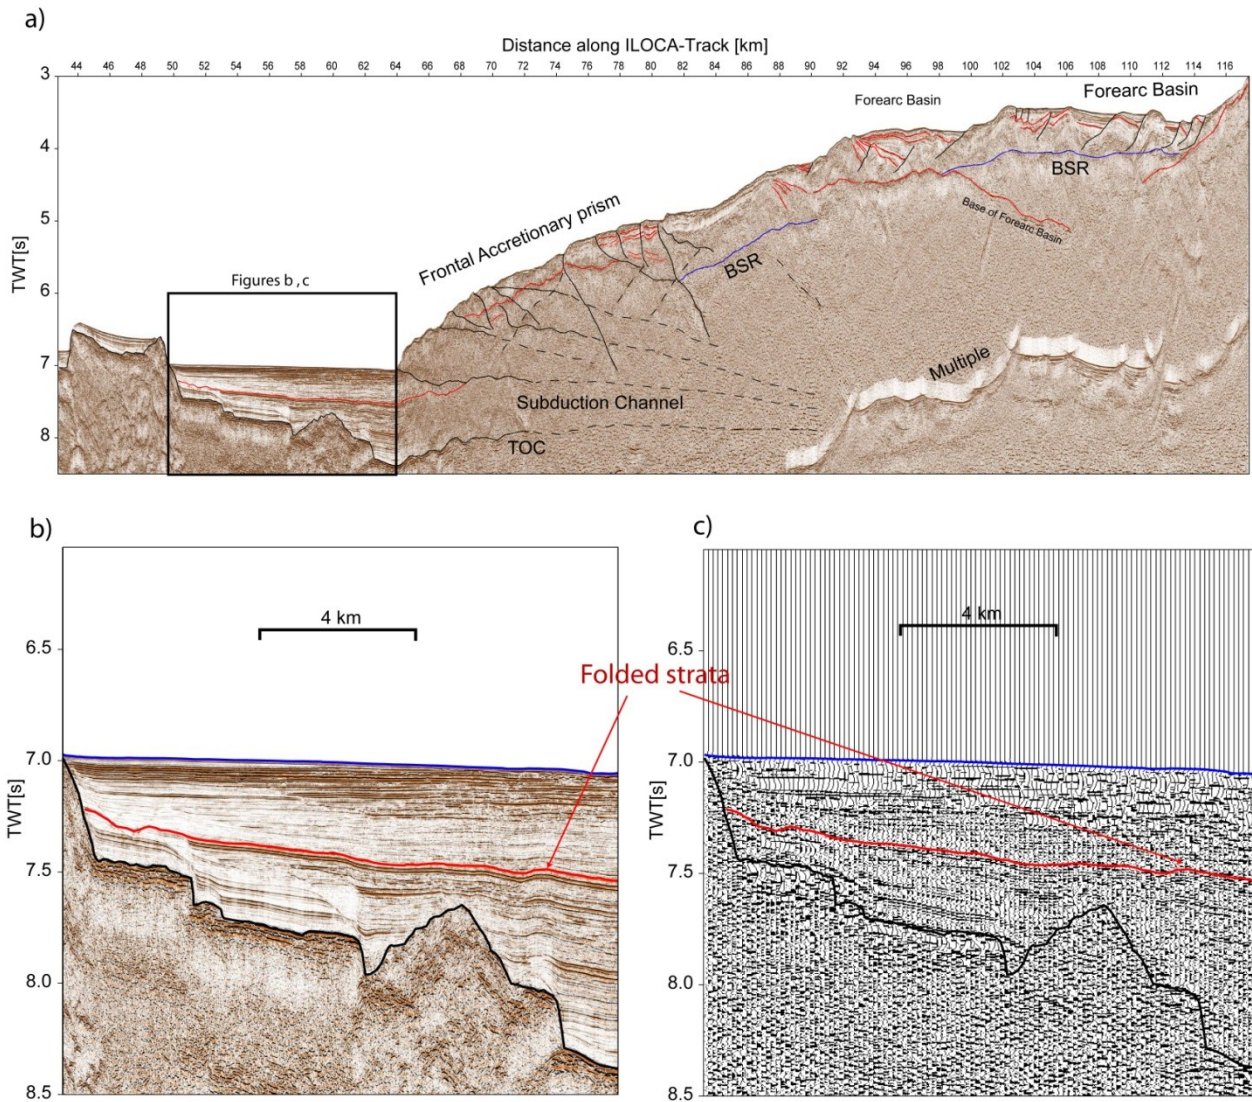 a)
Distance along ILOCA-Track [km]
44 46 48 50 52 54 56 58 60 62 64 66 68 70 72 74 76 78 80 82 84 86 88 90 92 94 96 98 100 102 104 106 108 110 112 114 116
3
4
5
6
7
8
TWT[s]
Forearc Basin
Forearc Basin
BSR
Base of Forearc Basin
Frontal Accretionary prism
BSR
Figures b , c
Multiple
Subduction Channel
TOC
b)
4 km
6.5
7.0
7.5
8.0
8.5
TWT[s]
Folded strata
c)
4 km
6.5
7.0
7.5
8.0
8.5
TWT[s]